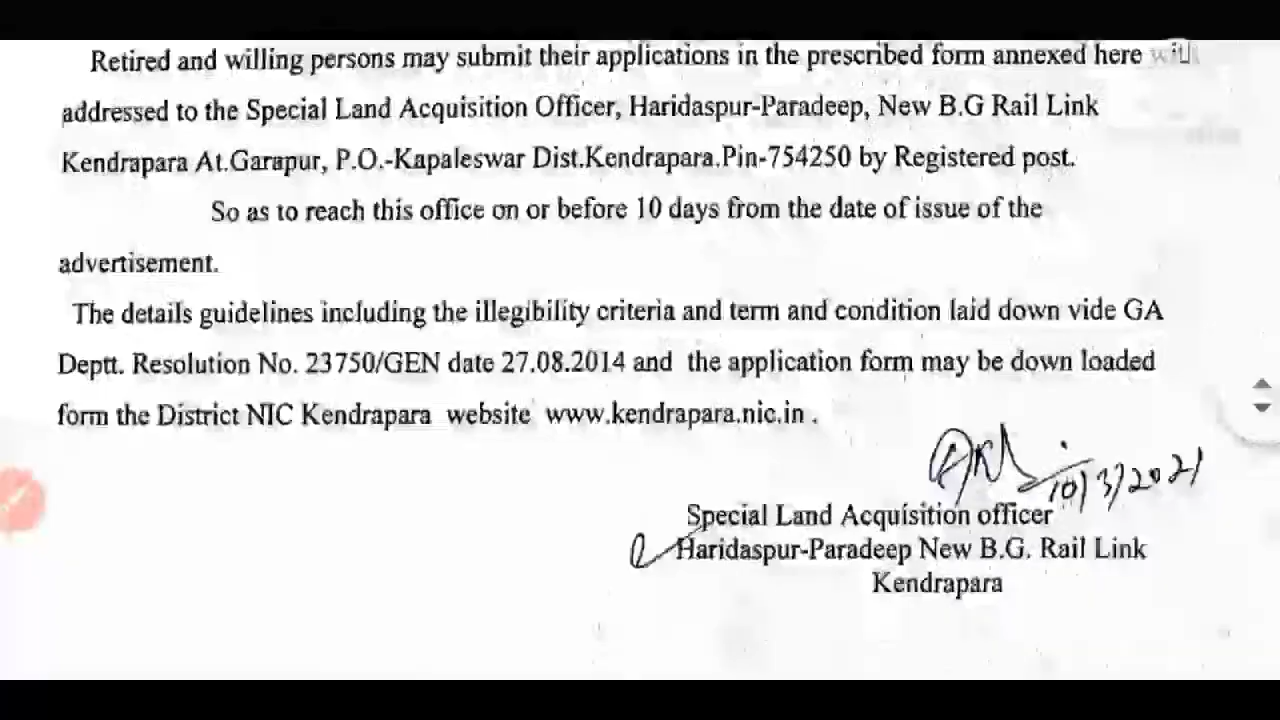 Retired and willing persons may submit their applications in the prescribed form annexed here with
addressed to the Special Land Acquisition Officer, Haridaspur-Paradeep, New B.G Rail Link
Kendrapara At.Garapur, P.O.-Kapaleswar Dist.Kendrapara.Pin-754250 by Registered post.
So as to reach this office on or before 10 days from the date of issue of the
advertisement.
The details guidelines including the illegibility criteria and term and condition laid down vide GA
Deptt. Resolution No. 23750/GEN date 27.08.2014 and the application form may be down loaded
form the District NIC Kendrapara website www.kendrapara.nic.in .
10/3/2021
Special Land Acquisition officer
Haridaspur-Paradeep New B.G. Rail Link
Kendrapara